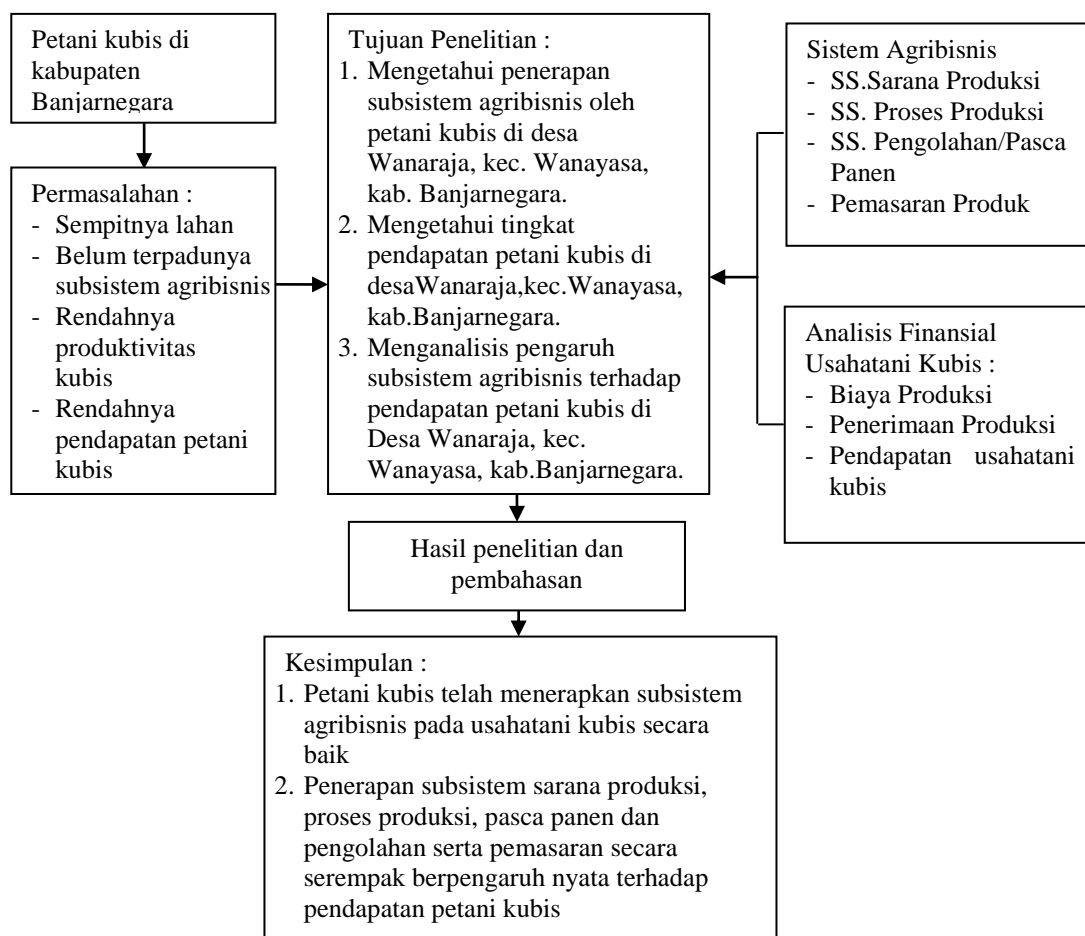 Petani kubis di
kabupaten
Banjarnegara
Permasalahan :
- Sempitnya lahan
- Belum terpadunya
subsistem agribisnis
- Rendahnya
produktivitas
kubis
- Rendahnya
pendapatan petani
kubis
Tujuan Penelitian :
1. Mengetahui penerapan
subsistem agribisnis oleh
petani kubis di desa
Wanaraja, kec. Wanayasa,
kab. Banjarnegara.
2. Mengetahui tingkat
pendapatan petani kubis di
desaWanaraja,kec.Wanayasa,
kab.Banjarnegara.
3. Menganalisis pengaruh
subsistem agribisnis terhadap
pendapatan petani kubis di
Desa Wanaraja, kec.
Wanayasa, kab.Banjarnegara.
Sistem Agribisnis
- SS.Sarana Produksi
- SS. Proses Produksi
- SS. Pengolahan/Pasca
Panen
- Pemasaran Produk
Analisis Finansial
Usahatani Kubis :
- Biaya Produksi
- Penerimaan Produksi
- Pendapatan usahatani
kubis
Hasil penelitian dan
pembahasan
Kesimpulan :
1. Petani kubis telah menerapkan subsistem
agribisnis pada usahatani kubis secara
baik
2. Penerapan subsistem sarana produksi,
proses produksi, pasca panen dan
pengolahan serta pemasaran secara
serempak berpengaruh nyata terhadap
pendapatan petani kubis